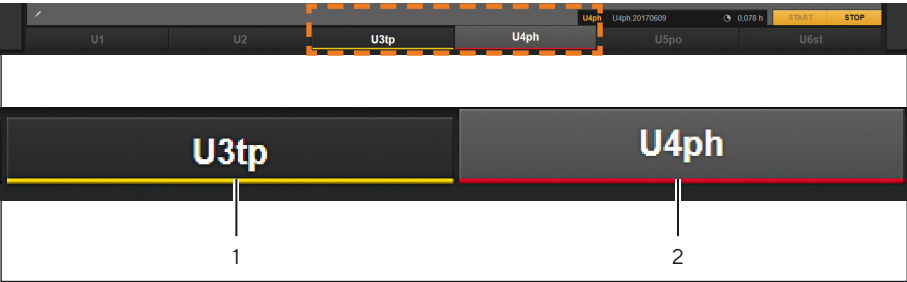 U4ph U4ph.20170609 0,078 h START STOP
U1 U2 U3tp U4ph U5po U6st
U3tp U4ph
1 2